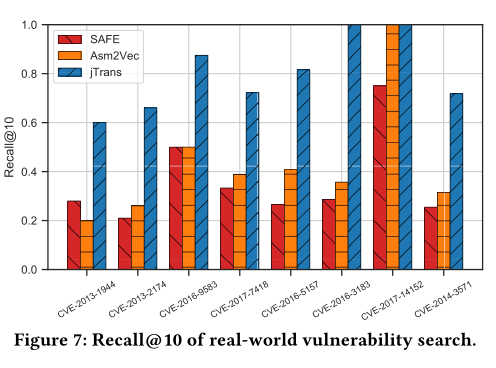 1.0
0.8
0.6
0.4
0.2
0.0
Recall@10
SAFE
Asm2Vec
jTrans
CVE-2013-1944
CVE-2013-2174
CVE-2016-9583
CVE-2017-7418
CVE-2016-5157
CVE-2016-3183
CVE-2017-14152
CVE-2014-3571
Figure 7: Recall@10 of real-world vulnerability search.